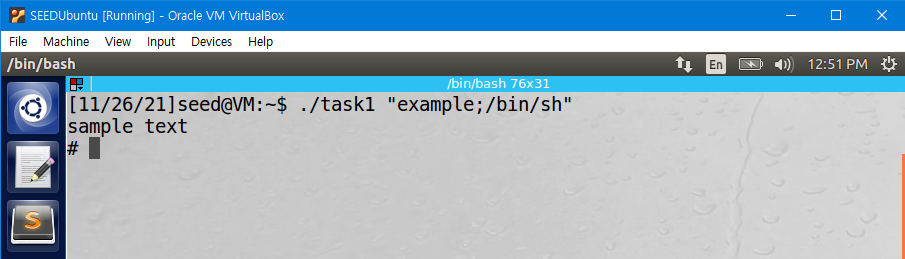 SEEDUbuntu [Running] - Oracle VM VirtualBox
File Machine View Input Devices Help
/bin/bash En 12:51 PM
/bin/bash 76x31
[11/26/21]seed@VM:~$ ./task1 "example;/bin/sh"
sample text
#